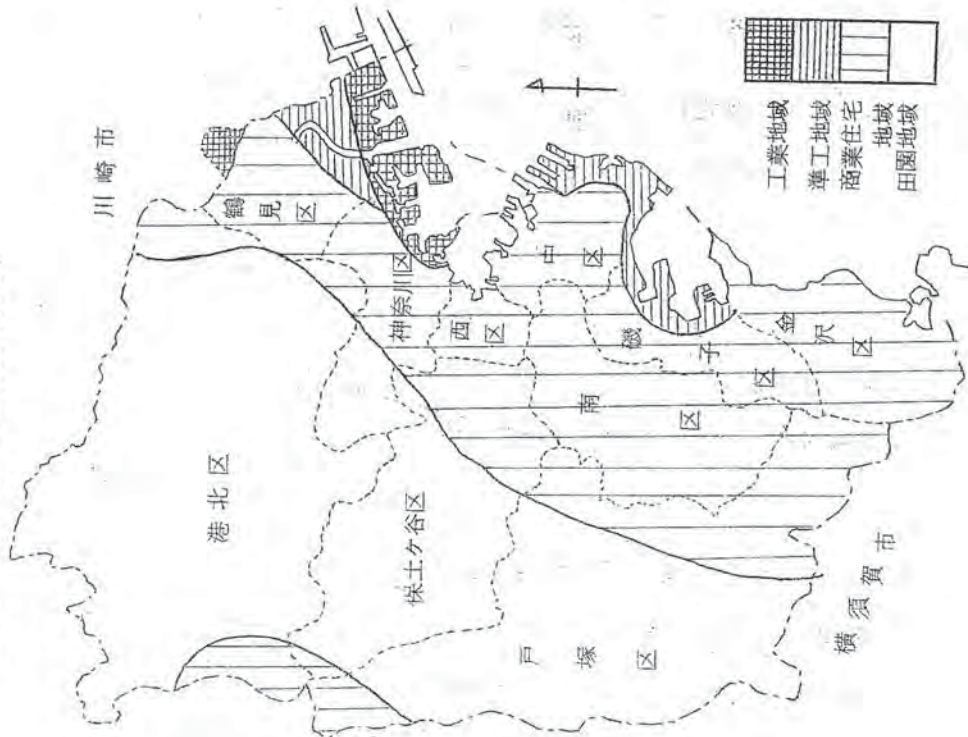 川崎市
鶴見区
神奈川区
西区
中区
港北区
保土ヶ谷区
磯子区
金沢区
南区
戸塚区
横須賀市
工業地域
準工地域
商業住宅
地域
田園地域